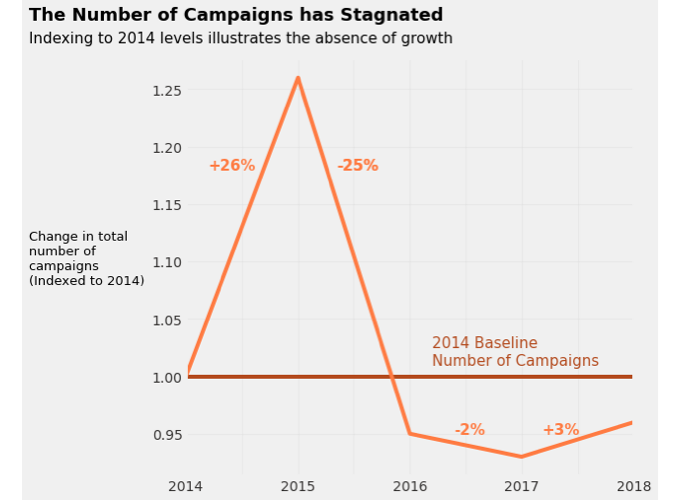 The Number of Campaigns has Stagnated
Indexing to 2014 levels illustrates the absence of growth
1.25
1.20
+26%
-25%
1.15
Change in total
number of
campaigns
(Indexed to 2014)
1.10
1.05
2014 Baseline
Number of Campaigns
1.00
-2%
+3%
0.95
2014
2015
2016
2017
2018